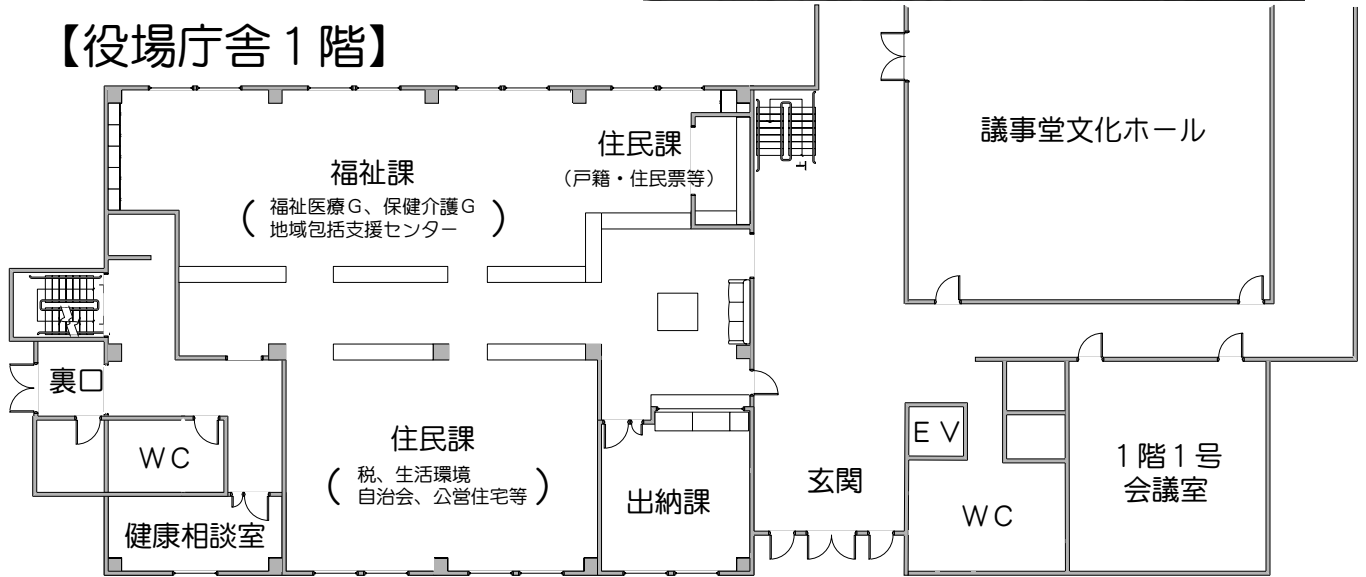 【役場庁舎１階】
議事堂文化ホール
住民課
（戸籍・住民票等）
福祉課
（福祉医療Ｇ、保健介護Ｇ
地域包括支援センター）
上
裏口
ＷＣ
健康相談室
住民課
（税、生活環境
自治会、公営住宅等）
出納課
玄関
ＥＶ
ＷＣ
１階１号
会議室